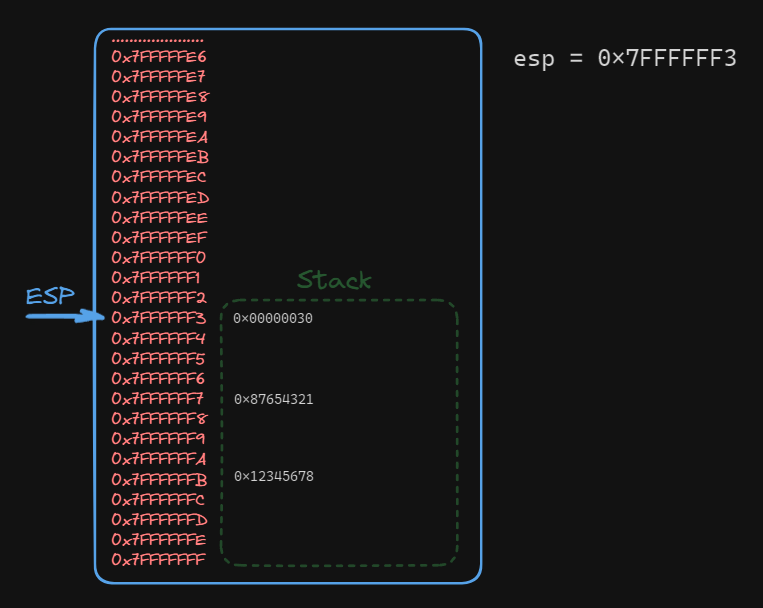 .....................
0x7FFFFFE6
esp = 0x7FFFFFF3
0x7FFFFFE7
0x7FFFFFE8
0x7FFFFFE9
0x7FFFFFEA
0x7FFFFFEB
0x7FFFFFEC
0x7FFFFFED
0x7FFFFFEE
0x7FFFFFEF
0x7FFFFFF0
0x7FFFFFF1
Stack
0x7FFFFFF2
ESP
0x7FFFFFF3 0x00000030
0x7FFFFFF4
0x7FFFFFF5
0x7FFFFFF6
0x7FFFFFF7 0x87654321
0x7FFFFFF8
0x7FFFFFF9
0x7FFFFFFA
0x7FFFFFFB 0x12345678
0x7FFFFFFC
0x7FFFFFFD
0x7FFFFFFE
0x7FFFFFFF